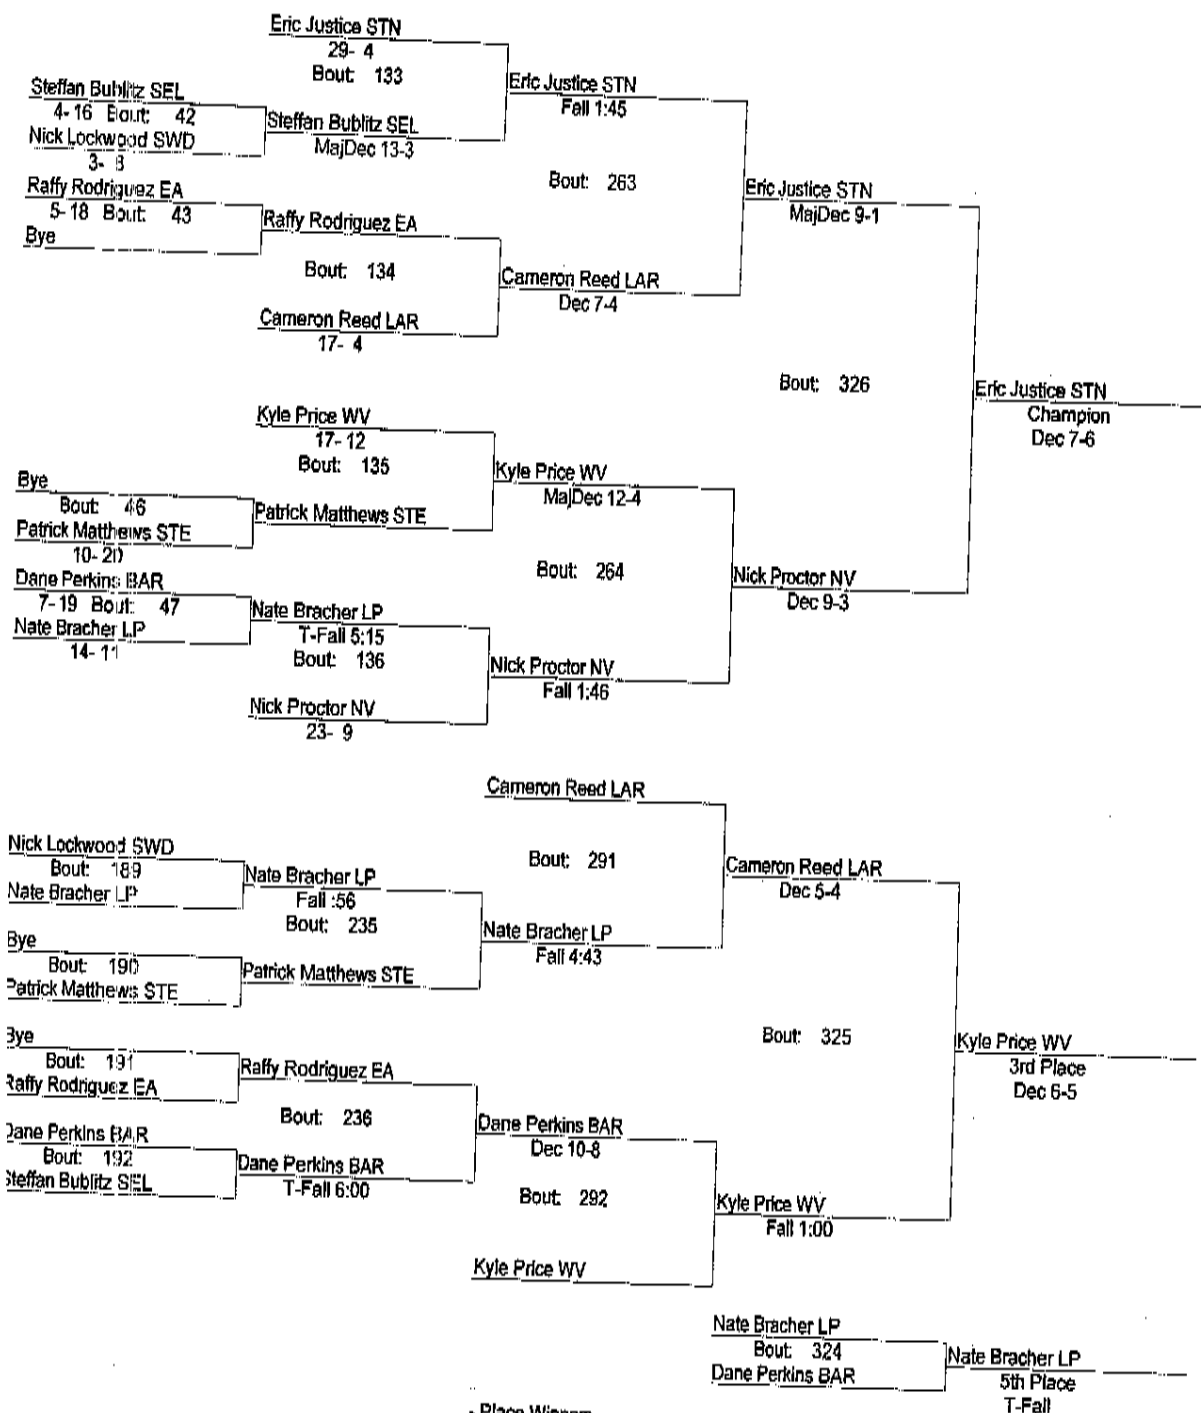 Eric Justice STN
29- 4
Bout: 133
Steffan Bublitz SEL
4- 16 Bout: 42
Nick Lockwood SWD
3- 8
Steffan Bublitz SEL
MajDec 13-3
Eric Justice STN
Fall 1:45
Raffy Rodriguez EA
5- 18 Bout: 43
Bye
Raffy Rodriguez EA
Bout: 134
Cameron Reed LAR
17- 4
Cameron Reed LAR
Dec 7-4
Bout: 263
Eric Justice STN
MajDec 9-1
Kyle Price WV
17- 12
Bout: 135
Bye
Bout: 46
Patrick Matthews STE
10- 20
Patrick Matthews STE
Kyle Price WV
MajDec 12-4
Dane Perkins BAR
7- 19 Bout: 47
Nate Bracher LP
14- 11
Nate Bracher LP
T-Fall 5:15
Bout: 136
Nick Proctor NV
23- 9
Nick Proctor NV
Fall 1:46
Bout: 264
Nick Proctor NV
Dec 9-3
Bout: 326
Eric Justice STN
Champion
Dec 7-6
Cameron Reed LAR
Nick Lockwood SWD
Bout: 189
Nate Bracher LP
Nate Bracher LP
Fall :56
Bout: 235
Bye
Bout: 190
Patrick Matthews STE
Patrick Matthews STE
Nate Bracher LP
Fall 4:43
Bout: 291
Cameron Reed LAR
Dec 5-4
Bye
Bout: 191
Raffy Rodriguez EA
Raffy Rodriguez EA
Bout: 236
Dane Perkins BAR
Bout: 192
Steffan Bublitz SEL
Dane Perkins BAR
T-Fall 6:00
Dane Perkins BAR
Dec 10-8
Bout: 292
Kyle Price WV
Kyle Price WV
Fall 1:00
Bout: 325
Kyle Price WV
3rd Place
Dec 6-5
Nate Bracher LP
Bout: 324
Dane Perkins BAR
Nate Bracher LP
5th Place
T-Fall